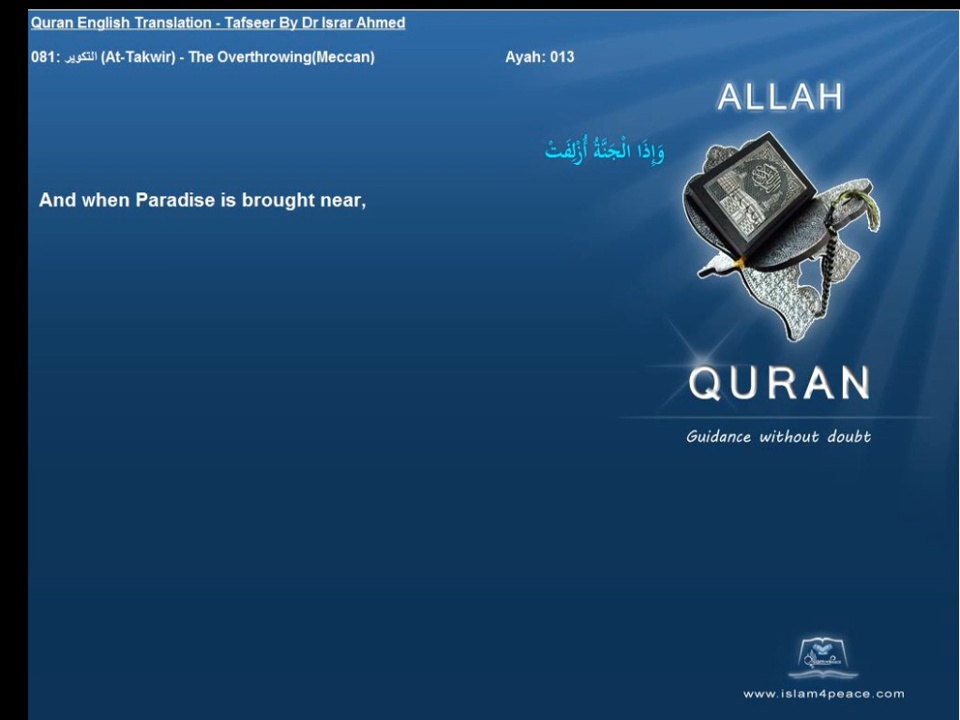 Quran English Translation - Tafseer By Dr Israr Ahmed
081: التكوير (At-Takwir) - The Overthrowing(Meccan) Ayah: 013
ALLAH
وَإِذَا الْجَنَّةُ أُزْلِفَتْ
And when Paradise is brought near,
QURAN
Guidance without doubt
www.islam4peace.com